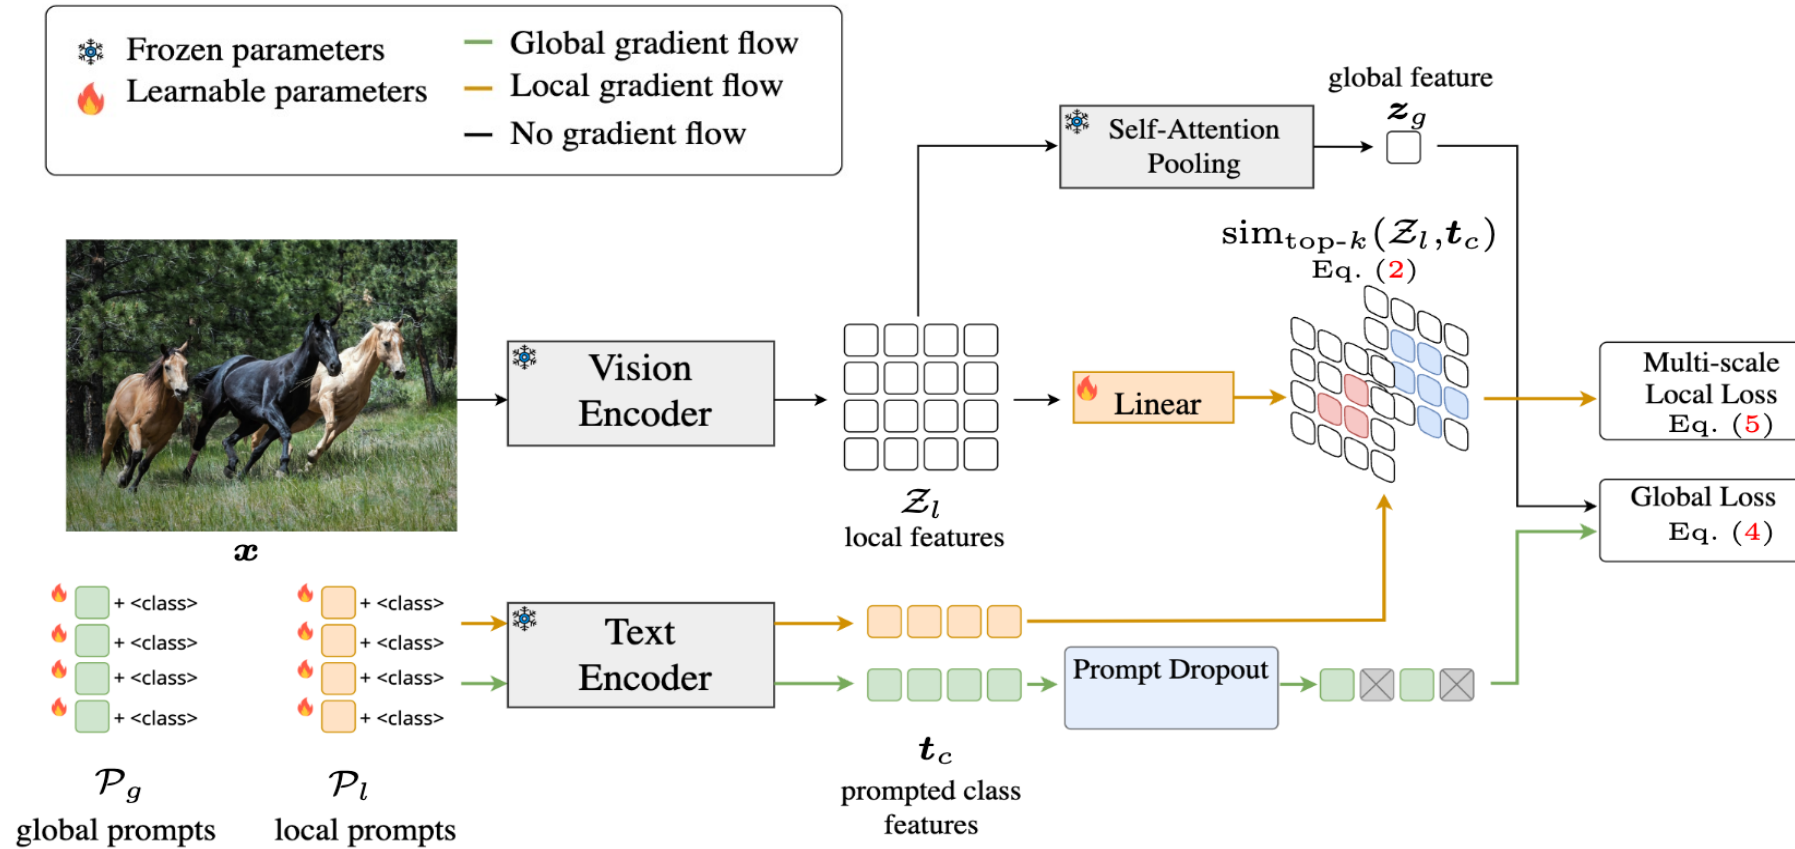 Frozen parameters
Learnable parameters
Global gradient flow
Local gradient flow
No gradient flow
global feature
z_g
Self-Attention
Pooling
sim_{top-k}(Z_l, t_c)
Eq. (2)
Vision
Encoder
Linear
Multi-scale
Local Loss
Eq. (5)
Z_l
local features
Global Loss
Eq. (4)
x
+ <class> + <class>
+ <class> + <class>
+ <class> + <class>
+ <class> + <class>
Text
Encoder
Prompt Dropout
t_c
prompted class
features
P_g
global prompts
P_l
local prompts